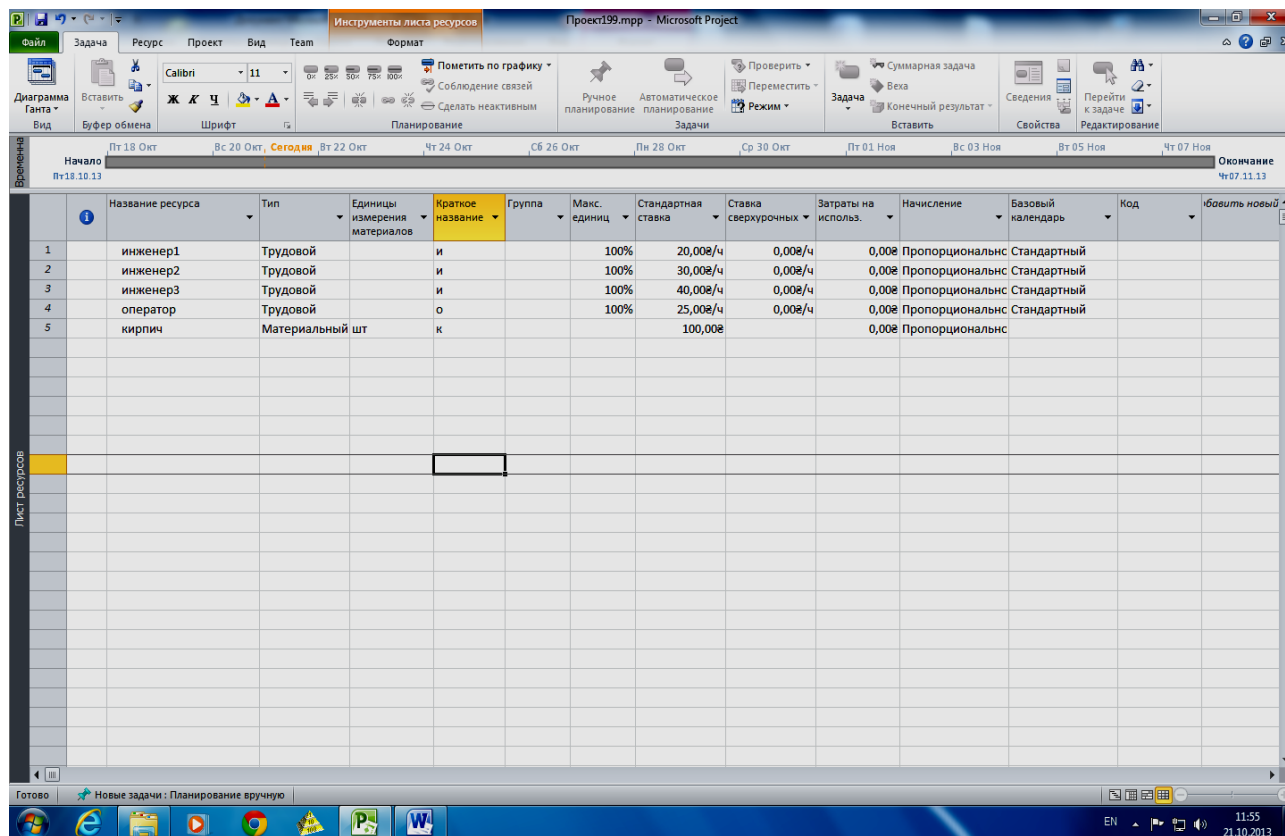 Инструменты листа ресурсов
Проект199.mpp - Microsoft Project
Файл Задача Ресурс Проект Вид Team Формат
Диаграмма Ганта
Вид
Вставить
Буфер обмена
Calibri 11
Ж К Ч А
Шрифт
0% 25% 50% 75% 100%
Пометить по графику
Соблюдение связей
Сделать неактивным
Планирование
Ручное планирование
Автоматическое планирование
Проверить
Переместить
Режим
Задачи
Задача
Суммарная задача
Веха
Конечный результат
Вставить
Сведения
Свойства
Перейти к задаче
Редактирование
Временна
Пт 18 Окт Вс 20 Окт Сегодня Вт 22 Окт Чт 24 Окт Сб 26 Окт Пн 28 Окт Ср 30 Окт Пт 01 Ноя Вс 03 Ноя Вт 05 Ноя Чт 07 Ноя
Начало
Пт18.10.13
Окончание
Чт07.11.13
Название ресурса Тип Единицы измерения материалов Краткое название Группа Макс. единиц Стандартная ставка Ставка сверхурочных Затраты на использ. Начисление Базовый календарь Код бавить новый
1 инженер1 Трудовой и 100% 20,00₴/ч 0,00₴/ч 0,00₴ Пропорциональнс Стандартный
2 инженер2 Трудовой и 100% 30,00₴/ч 0,00₴/ч 0,00₴ Пропорциональнс Стандартный
3 инженер3 Трудовой и 100% 40,00₴/ч 0,00₴/ч 0,00₴ Пропорциональнс Стандартный
4 оператор Трудовой о 100% 25,00₴/ч 0,00₴/ч 0,00₴ Пропорциональнс Стандартный
5 кирпич Материальный шт к 100,00₴ 0,00₴ Пропорциональнс
Лист ресурсов
Готово Новые задачи : Планирование вручную
EN 11:55
21.10.2013